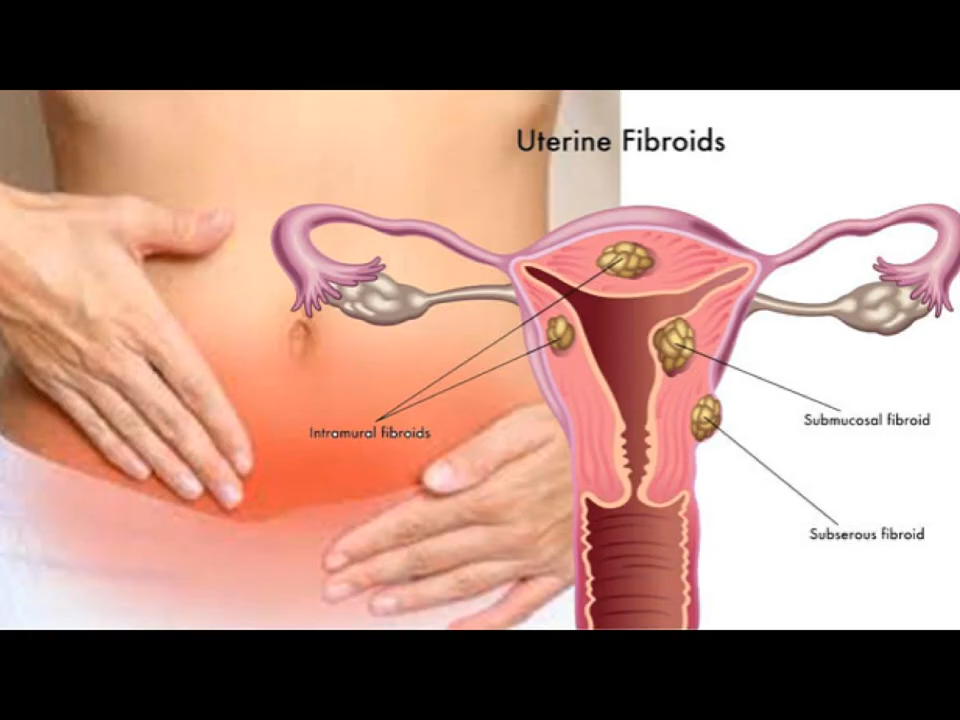 Uterine Fibroids
Intramural fibroids
Submucosal fibroid
Subserous fibroid